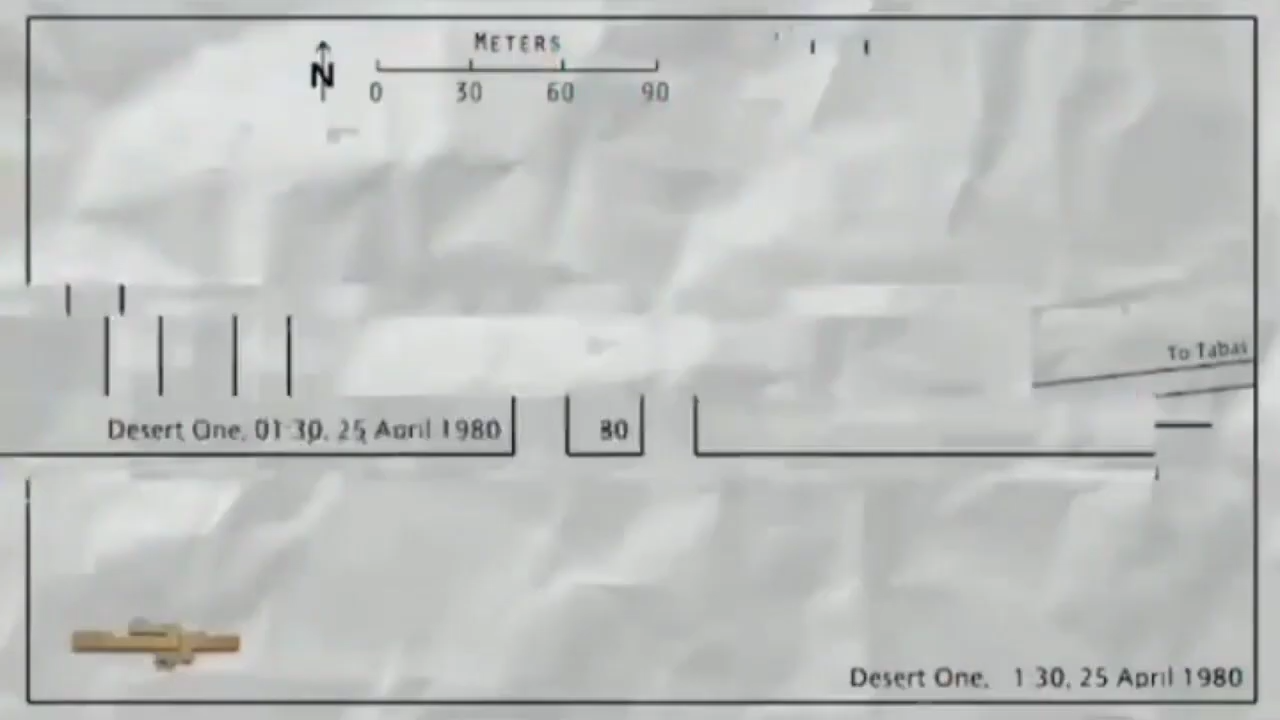 METERS
N
0 30 60 90
To Tabas
Desert One, 01 30, 25 April 1980
80
Desert One, 1 30, 25 April 1980